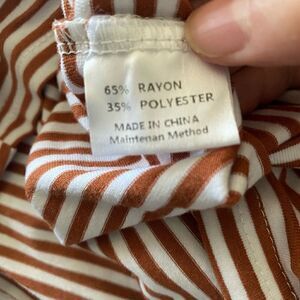 65% RAYON
35% POLYESTER
MADE IN CHINA
Maintenan Method